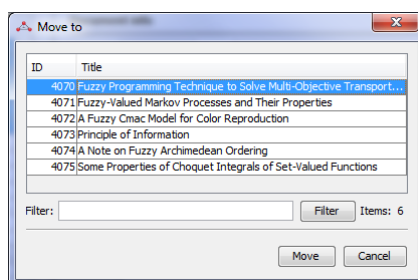 Move to
ID Title
4070 Fuzzy Programming Technique to Solve Multi-Objective Transport...
4071 Fuzzy-Valued Markov Processes and Their Properties
4072 A Fuzzy Cmac Model for Color Reproduction
4073 Principle of Information
4074 A Note on Fuzzy Archimedean Ordering
4075 Some Properties of Choquet Integrals of Set-Valued Functions
Filter: Filter Items: 6
Move Cancel